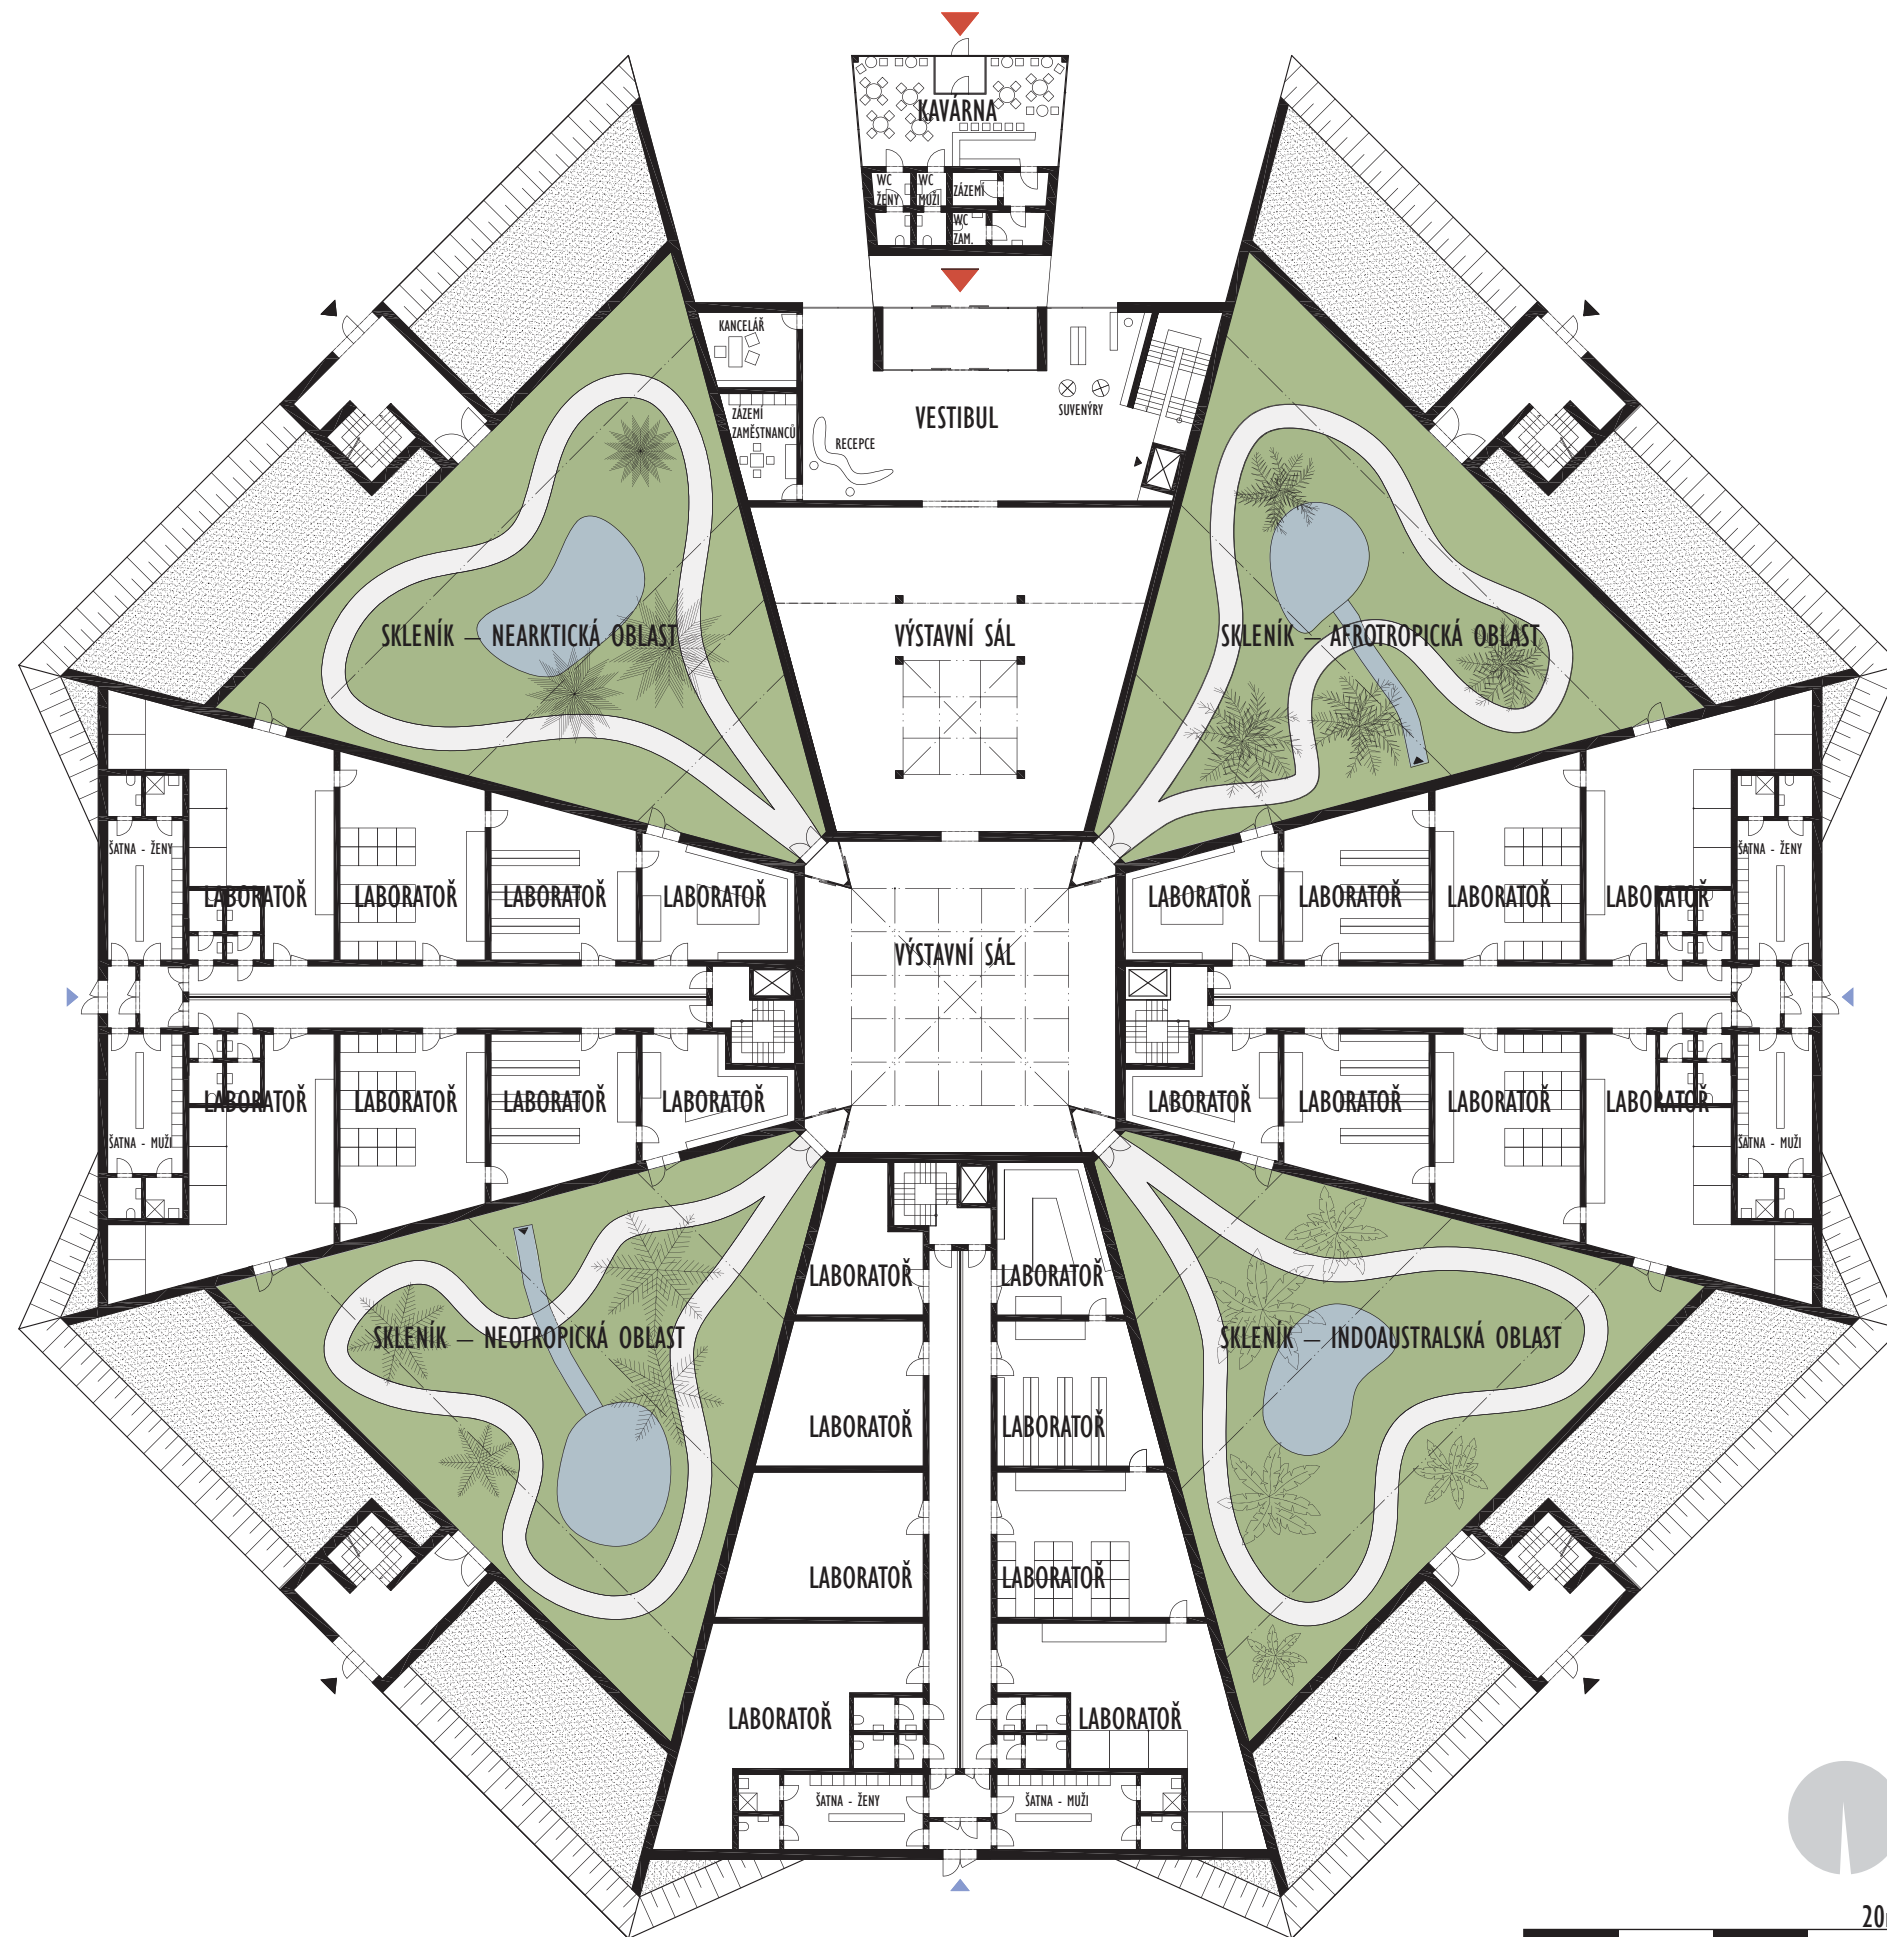 KAVÁRNA
WC ŽENY
WC MUŽI
ZÁZEMÍ
WC ZAM.
KANCELÁŘ
ZÁZEMÍ
ZAMĚSTNANCŮ
RECEPCE
VESTIBUL
SUVENÝRY
SKLENÍK – NEARKTICKÁ OBLAST
VÝSTAVNÍ SÁL
SKLENÍK – AFROTROPICKÁ OBLAST
ŠATNA - ŽENY
ŠATNA - ŽENY
LABORATOŘ
LABORATOŘ
LABORATOŘ
LABORATOŘ
LABORATOŘ
LABORATOŘ
LABORATOŘ
LABORATOŘ
VÝSTAVNÍ SÁL
LABORATOŘ
LABORATOŘ
LABORATOŘ
LABORATOŘ
LABORATOŘ
LABORATOŘ
LABORATOŘ
LABORATOŘ
ŠATNA - MUŽI
ŠATNA - MUŽI
LABORATOŘ
LABORATOŘ
SKLENÍK – NEOTROPICKÁ OBLAST
SKLENÍK – INDOAUSTRALSKÁ OBLAST
LABORATOŘ
LABORATOŘ
LABORATOŘ
LABORATOŘ
LABORATOŘ
LABORATOŘ
ŠATNA - ŽENY
ŠATNA - MUŽI
20